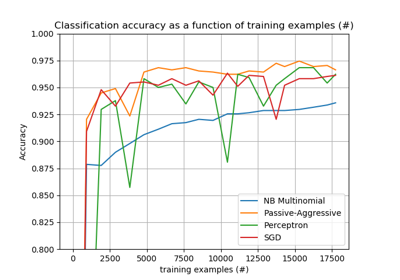 Classification accuracy as a function of training examples (#)
1.000
0.975
0.950
0.925
0.900
0.875
0.850
0.825
0.800
Accuracy
NB Multinomial
Passive-Aggressive
Perceptron
SGD
0
2500
5000
7500
10000
12500
15000
17500
training examples (#)